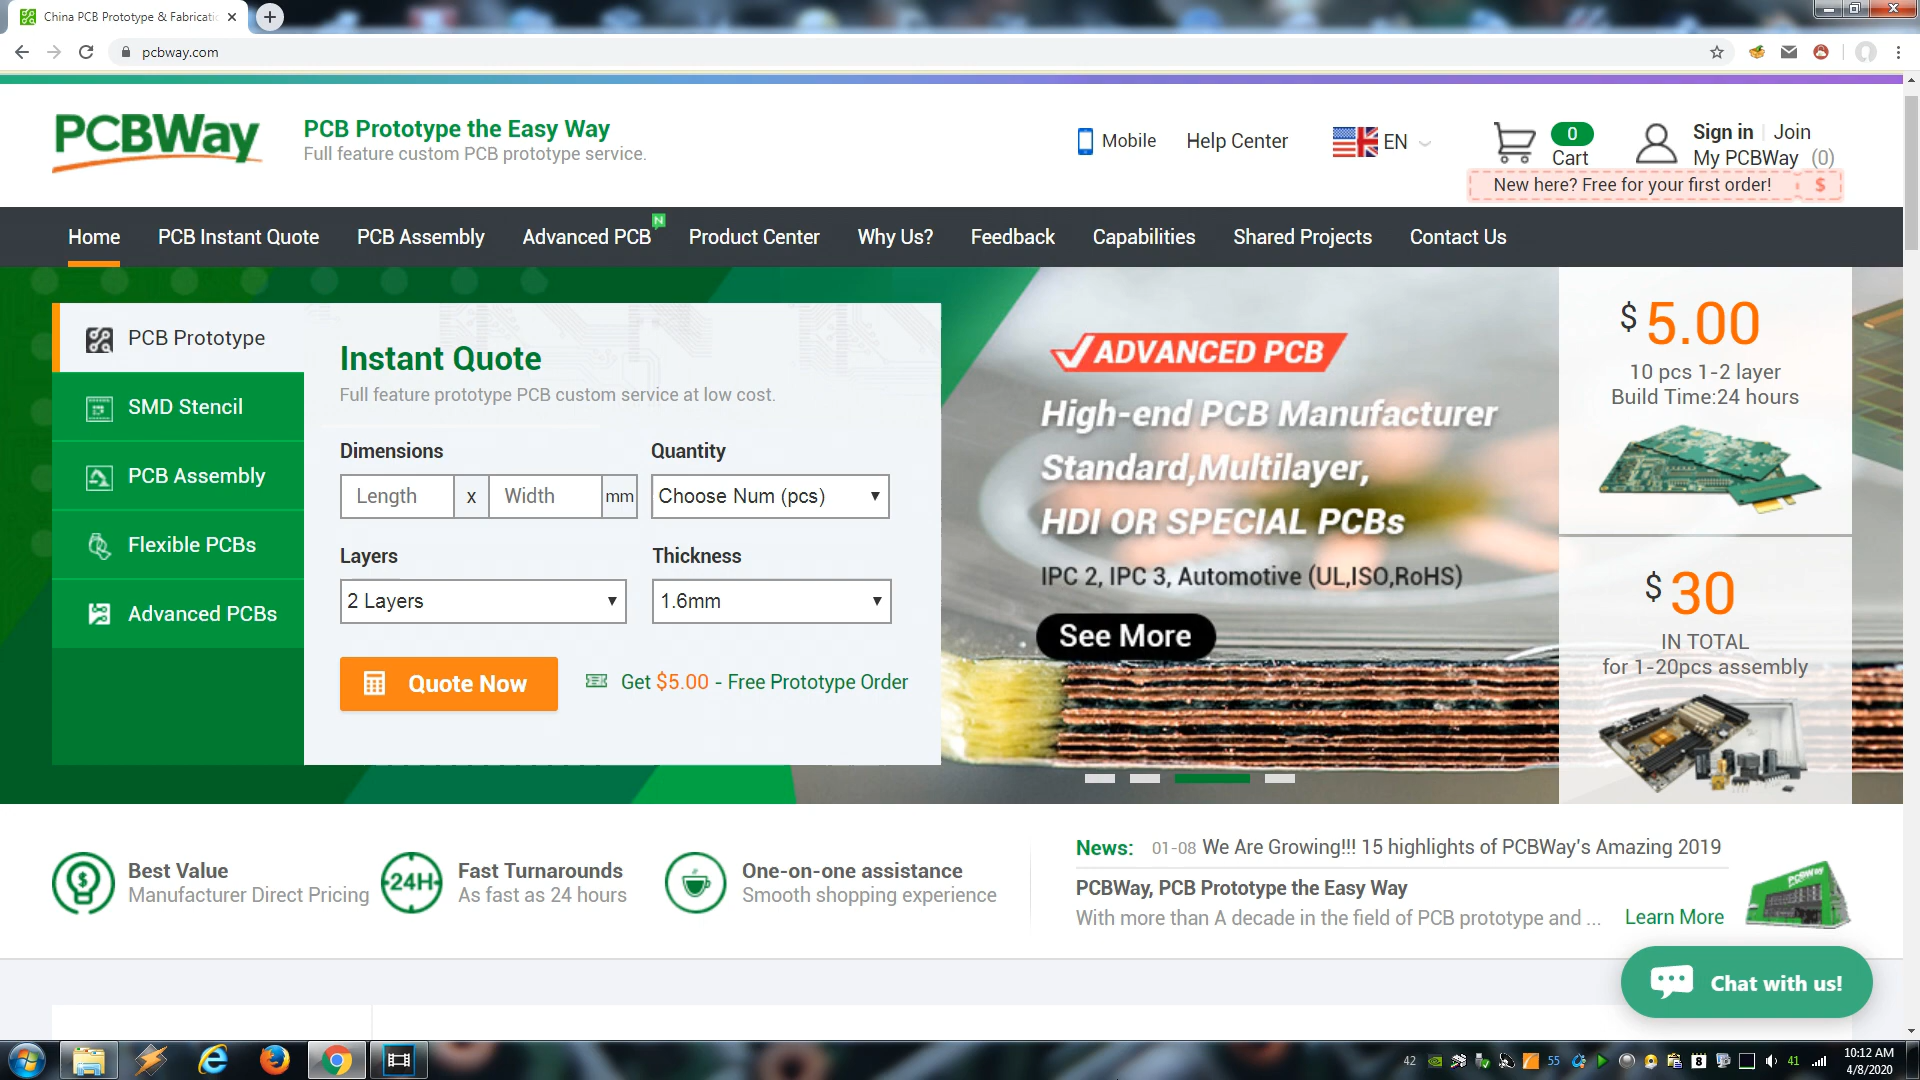 China PCB Prototype & Fabricati
pcbway.com
PCBWay
PCB Prototype the Easy Way
Full feature custom PCB prototype service.
Mobile
Help Center
EN
0
Cart
Sign in
Join
My PCBWay (0)
New here? Free for your first order! $
Home
PCB Instant Quote
PCB Assembly
Advanced PCB
N
Product Center
Why Us?
Feedback
Capabilities
Shared Projects
Contact Us
PCB Prototype
SMD Stencil
PCB Assembly
Flexible PCBs
Advanced PCBs
Instant Quote
Full feature prototype PCB custom service at low cost.
Dimensions
Quantity
Length x Width mm
Choose Num (pcs)
Layers
Thickness
2 Layers
1.6mm
Quote Now
Get $5.00 - Free Prototype Order
ADVANCED PCB
High-end PCB Manufacturer
Standard,Multilayer,
HDI OR SPECIAL PCBs
IPC 2, IPC 3, Automotive (UL,ISO,RoHS)
See More
$ 5.00
10 pcs 1-2 layer
Build Time:24 hours
$ 30
IN TOTAL
for 1-20pcs assembly
$
Best Value
Manufacturer Direct Pricing
24H
Fast Turnarounds
As fast as 24 hours
One-on-one assistance
Smooth shopping experience
News: 01-08 We Are Growing!!! 15 highlights of PCBWay's Amazing 2019
PCBWay, PCB Prototype the Easy Way
With more than A decade in the field of PCB prototype and ... Learn More
PCBWay
Chat with us!
42
55
8
41
10:12 AM
4/8/2020